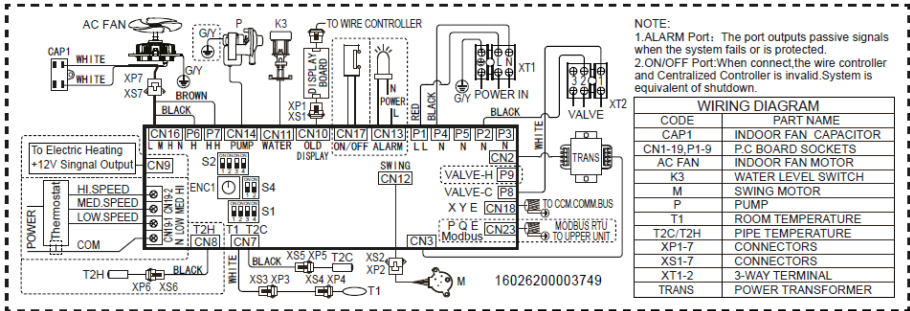 AC FAN
P
K3
TO WIRE CONTROLLER
G/Y
CAP1
WHITE
WHITE
G/Y
XP7
XS7
BROWN
BLACK
DISPLAY
BOARD
XP1
XS1
N
POWER
L
RED
BLACK
L N
XT1
G/Y POWER IN
BLACK
WHITE
3 2 1
XT2
VALVE
CN16 P6 P7 CN14 CN11 CN10 CN17 CN13 P1 P4 P5 P2 P3
L M H N H HH PUMP WATER OLD DISPLAY ON/OFF ALARM L L N N N N
To Electric Heating
+12V Singnal Output
CN9
S2
ENC1
S4
S1
SWING
CN12
CN2
TRANS
VALVE-H P9
VALVE-C P8
X Y E CN18 TO COM.COMM.BUS
P Q E
Modbus
CN23
MODBUS RTU
TO UPPER UNIT
CN3
POWER
Thermostat
HI.SPEED
MED.SPEED
LOW.SPEED
COM
CN19-1 CN19-2
N LOW MED HI
T2H
CN8
T1 T2C
CN7
T2H
BLACK
XP6 XS6
WHITE
BLACK
XS5 XP5 T2C
XS3 XP3 XS4 XP4
T1
XS2
XP2
M
16026200003749
NOTE:
1.ALARM Port: The port outputs passive signals
when the system fails or is protected.
2.ON/OFF Port:When connect,the wire controller
and Centralized Controller is invalid.System is
equivalent of shutdown.
WIRING DIAGRAM
CODE PART NAME
CAP1 INDOOR FAN CAPACITOR
CN1-19,P1-9 P.C BOARD SOCKETS
AC FAN INDOOR FAN MOTOR
K3 WATER LEVEL SWITCH
M SWING MOTOR
P PUMP
T1 ROOM TEMPERATURE
T2C/T2H PIPE TEMPERATURE
XP1-7 CONNECTORS
XS1-7 CONNECTORS
XT1-2 3-WAY TERMINAL
TRANS POWER TRANSFORMER